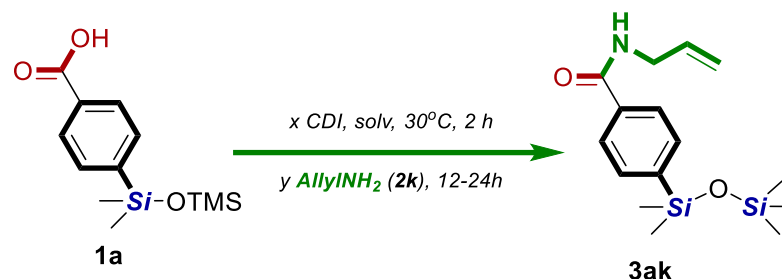 OH
O
Si
OTMS
1a
x CDI, solv, 30°C, 2 h
y AllylNH₂ (2k), 12-24h
H
N
O
O
Si
Si
3ak